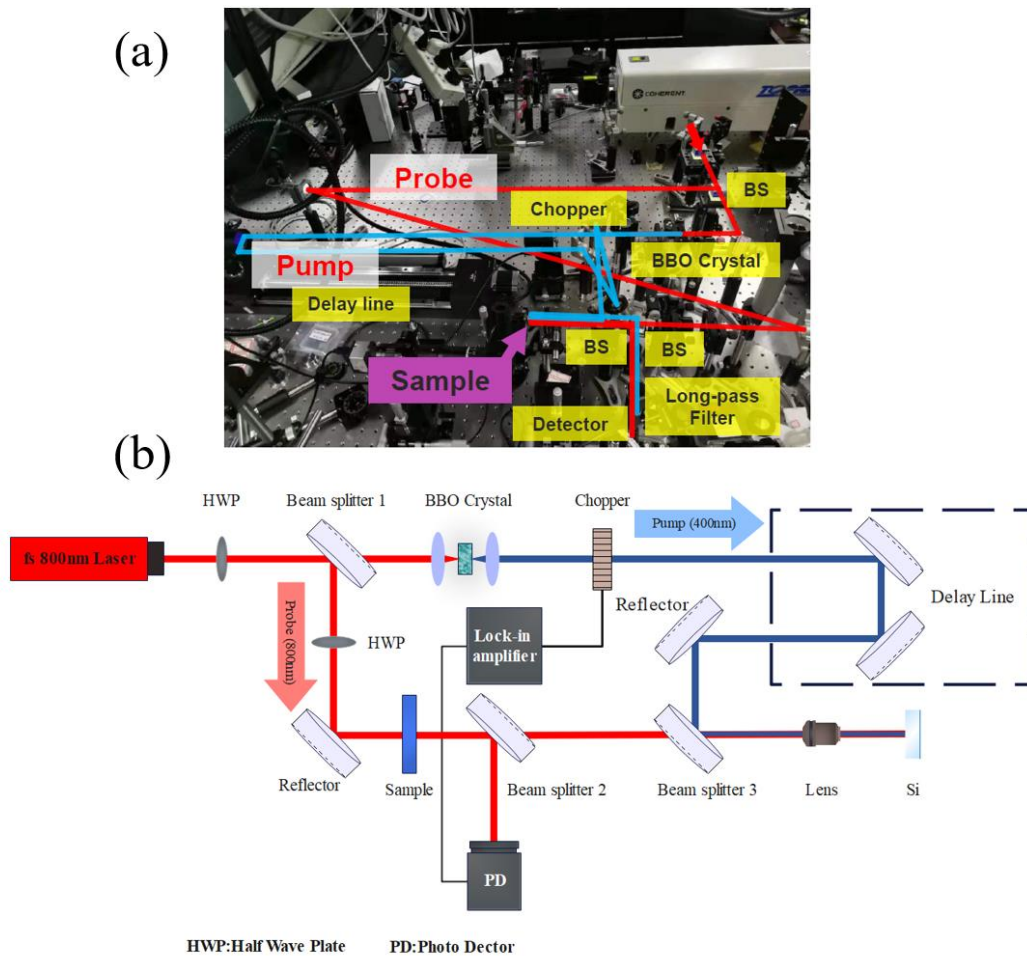 (a)
COHERENT
Probe
BS
Chopper
BBO Crystal
Pump
Delay line
BS
BS
Sample
Long-pass
Filter
Detector
(b)
HWP
Beam splitter 1
BBO Crystal
Chopper
Pump (400nm)
fs 800nm Laser
Probe (800nm)
HWP
Lock-in
amplifier
Reflector
Delay Line
Reflector
Sample
Beam splitter 2
Beam splitter 3
Lens
Si
PD
HWP:Half Wave Plate
PD:Photo Dector